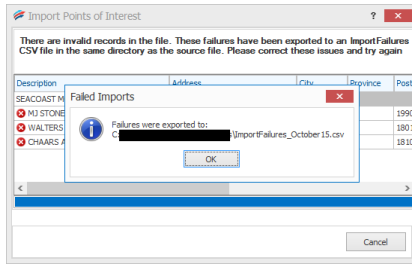 Import Points of Interest
?
There are invalid records in the file. These failures have been exported to an ImportFailures
CSV file in the same directory as the source file. Please correct these issues and try again
Description Address City Province Post
SEACOAST M
MJ STONE 1990
WALTERS 1801
CHAARS A 1810
Failed Imports
Failures were exported to:
C: s\ImportFailures_October15.csv
OK
Cancel